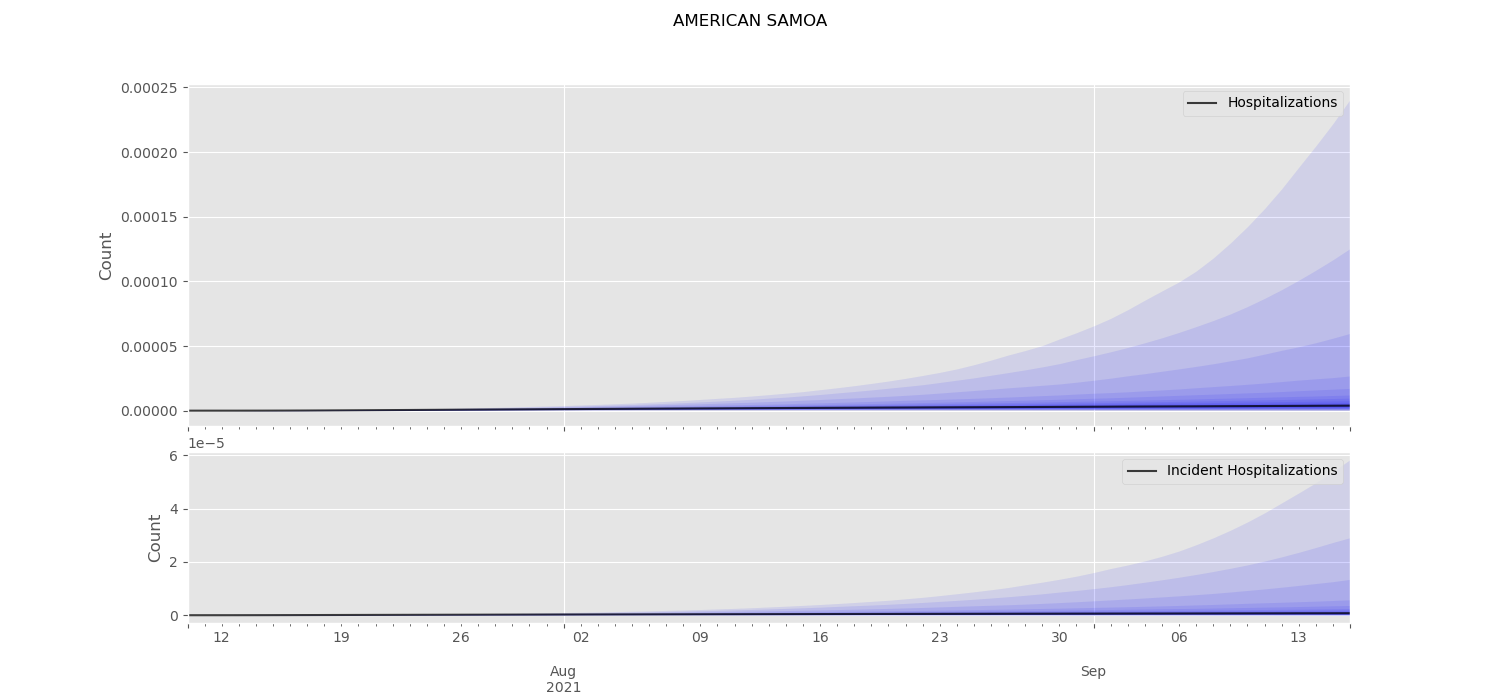 AMERICAN SAMOA
Count
0.00025
0.00020
0.00015
0.00010
0.00005
0.00000
Hospitalizations
1e−5
Count
6
4
2
0
Incident Hospitalizations
12 19 26 02 09 16 23 30 06 13
Aug Sep
2021